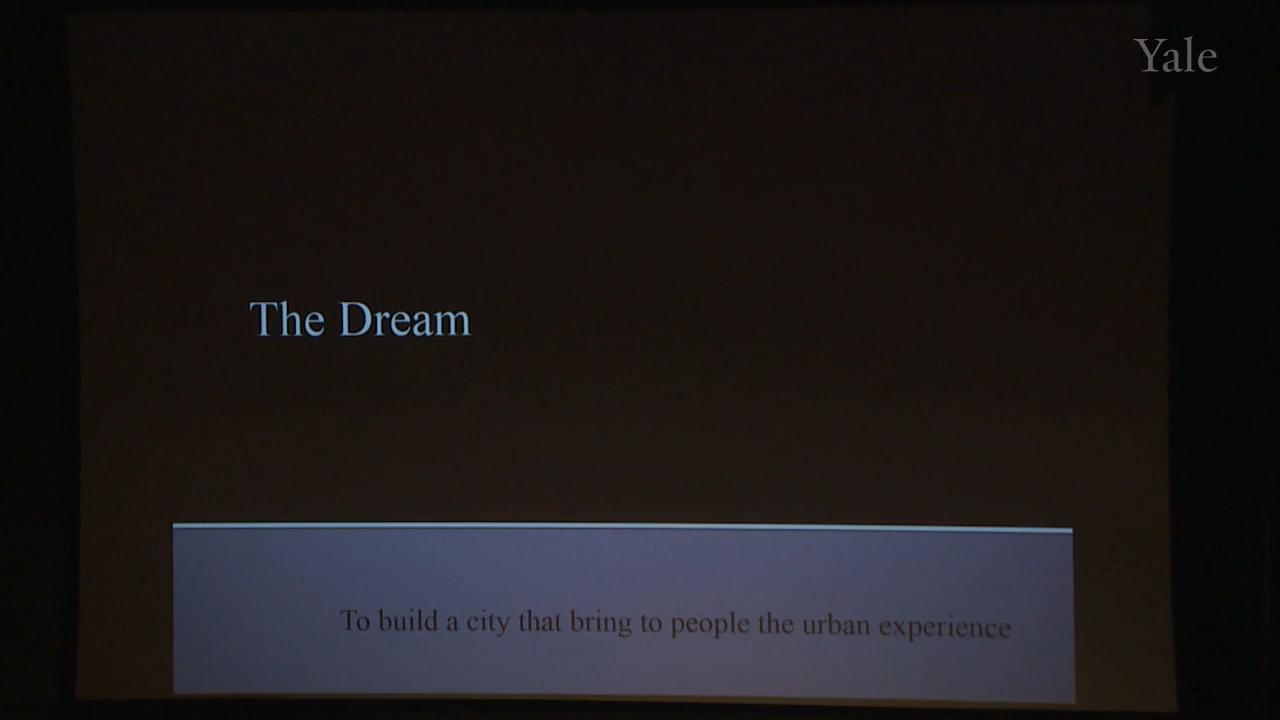 Yale
The Dream
To build a city that bring to people the urban experience